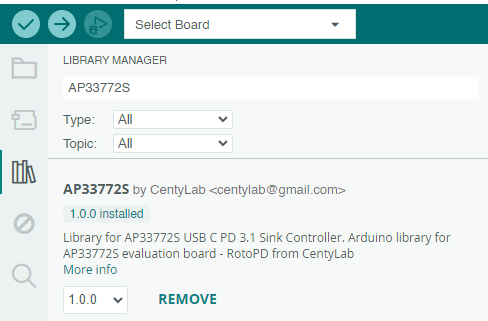 Select Board
LIBRARY MANAGER
AP33772S
Type: All
Topic: All
AP33772S by CentyLab <centylab@gmail.com>
1.0.0 installed
Library for AP33772S USB C PD 3.1 Sink Controller. Arduino library for
AP33772S evaluation board - RotoPD from CentyLab
More info
1.0.0 REMOVE